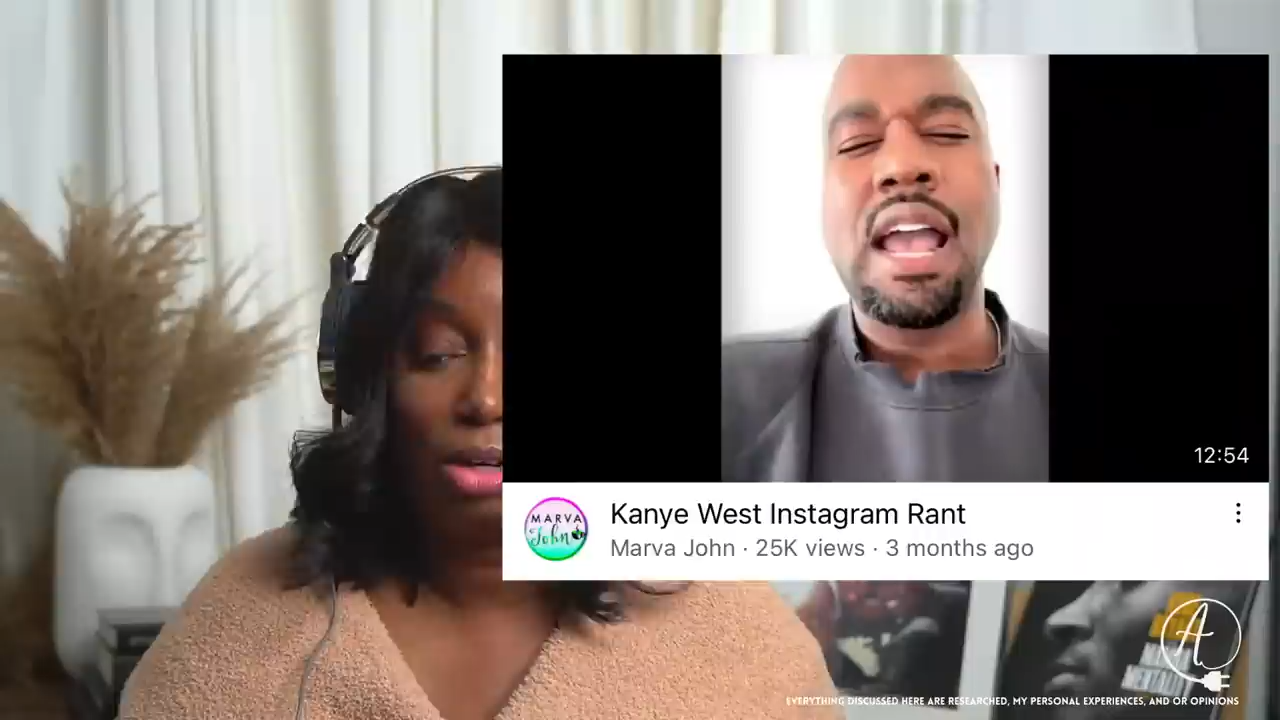 12:54
MARVA
John
Kanye West Instagram Rant
Marva John · 25K views · 3 months ago
A
EVERYTHING DISCUSSED HERE ARE RESEARCHED, MY PERSONAL EXPERIENCES, AND OR OPINIONS